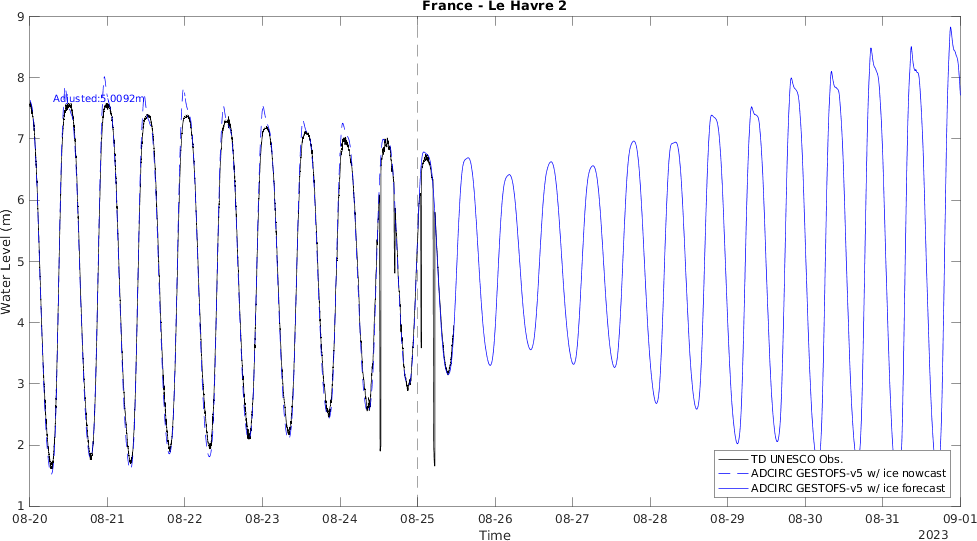 France - Le Havre 2
9
8
7
6
5
4
3
2
1
Water Level (m)
Adjusted:5.0092m
TD UNESCO Obs.
ADCIRC GESTOFS-v5 w/ ice nowcast
ADCIRC GESTOFS-v5 w/ ice forecast
08-20 08-21 08-22 08-23 08-24 08-25 08-26 08-27 08-28 08-29 08-30 08-31 09-01
Time
2023